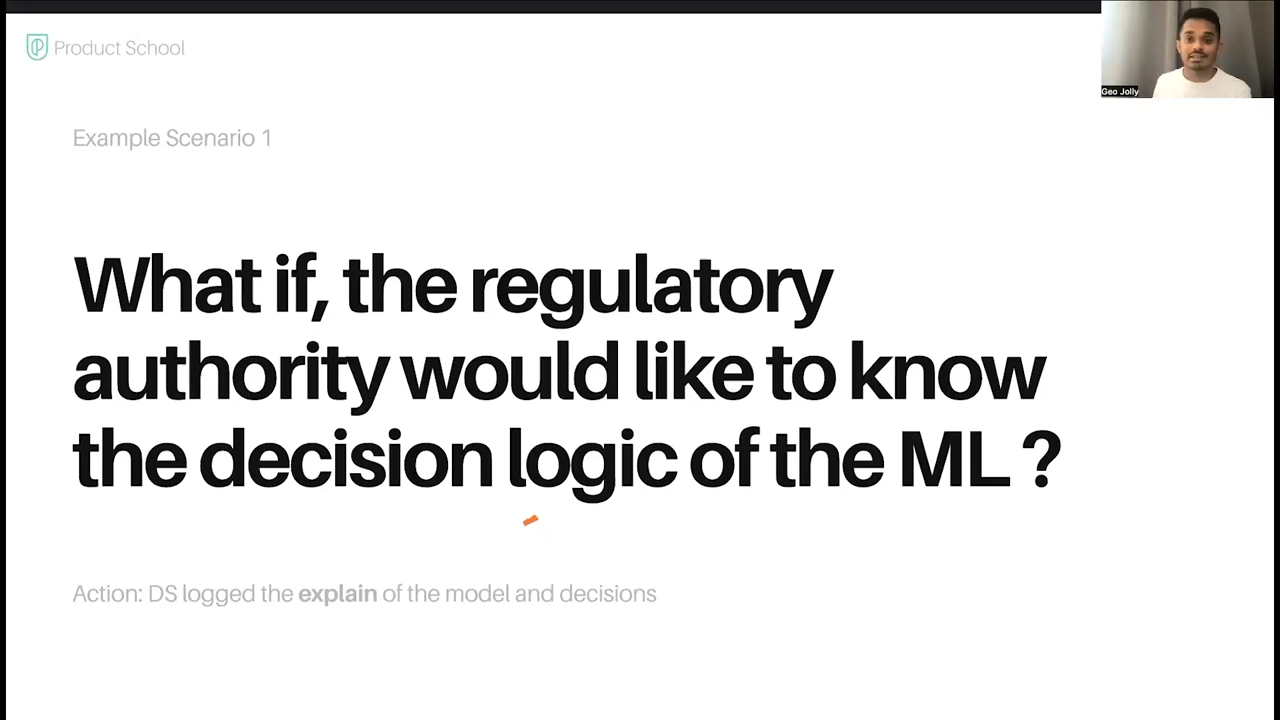 Product School
Geo Jolly
Example Scenario 1
What if, the regulatory
authority would like to know
the decision logic of the ML ?
Action: DS logged the explain of the model and decisions